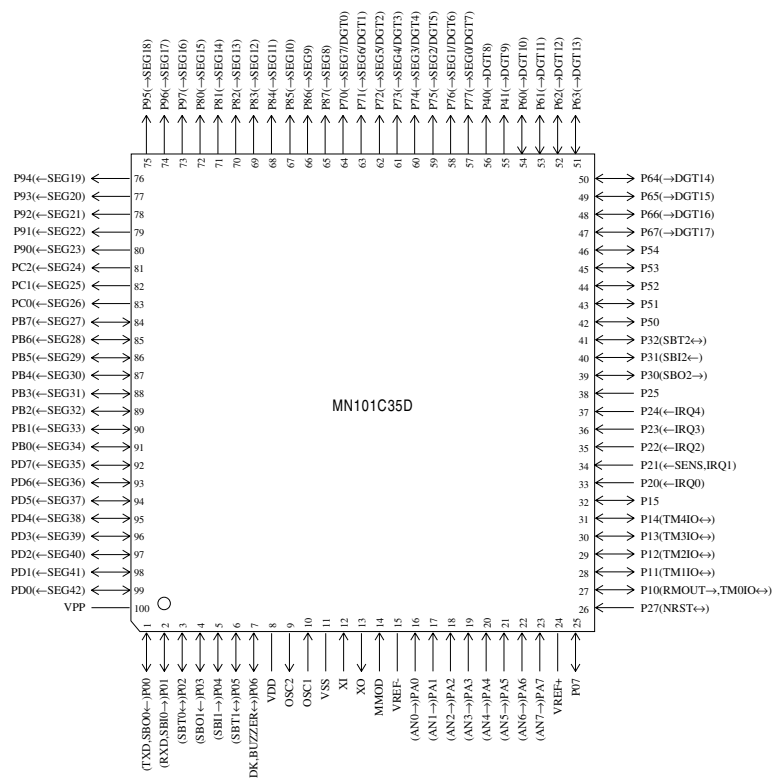 P95(→SEG18)
P96(→SEG17)
P97(→SEG16)
P80(→SEG15)
P81(→SEG14)
P82(→SEG13)
P83(→SEG12)
P84(→SEG11)
P85(→SEG10)
P86(→SEG9)
P87(→SEG8)
P70(→SEG7/DGT0)
P71(→SEG6/DGT1)
P72(→SEG5/DGT2)
P73(→SEG4/DGT3)
P74(→SEG3/DGT4)
P75(→SEG2/DGT5)
P76(→SEG1/DGT6)
P77(→SEG0/DGT7)
P40(→DGT8)
P41(→DGT9)
P60(→DGT10)
P61(→DGT11)
P62(→DGT12)
P63(→DGT13)
75 74 73 72 71 70 69 68 67 66 65 64 63 62 61 60 59 58 57 56 55 54 53 52 51
P94(←SEG19) 76
P93(←SEG20) 77
P92(←SEG21) 78
P91(←SEG22) 79
P90(←SEG23) 80
PC2(←SEG24) 81
PC1(←SEG25) 82
PC0(←SEG26) 83
PB7(←SEG27) 84
PB6(←SEG28) 85
PB5(←SEG29) 86
PB4(←SEG30) 87
PB3(←SEG31) 88
PB2(←SEG32) 89
PB1(←SEG33) 90
PB0(←SEG34) 91
PD7(←SEG35) 92
PD6(←SEG36) 93
PD5(←SEG37) 94
PD4(←SEG38) 95
PD3(←SEG39) 96
PD2(←SEG40) 97
PD1(←SEG41) 98
PD0(←SEG42) 99
VPP 100
MN101C35D
50 P64(→DGT14)
49 P65(→DGT15)
48 P66(→DGT16)
47 P67(→DGT17)
46 P54
45 P53
44 P52
43 P51
42 P50
41 P32(SBT2↔)
40 P31(SBI2←)
39 P30(SBO2→)
38 P25
37 P24(←IRQ4)
36 P23(←IRQ3)
35 P22(←IRQ2)
34 P21(←SENS,IRQ1)
33 P20(←IRQ0)
32 P15
31 P14(TM4IO↔)
30 P13(TM3IO↔)
29 P12(TM2IO↔)
28 P11(TM1IO↔)
27 P10(RMOUT→,TM0IO↔)
26 P27(NRST↔)
1 2 3 4 5 6 7 8 9 10 11 12 13 14 15 16 17 18 19 20 21 22 23 24 25
(TXD,SBO0←)P00
(RXD,SBI0→)P01
(SBT0↔)P02
(SBO1←)P03
(SBI1→)P04
(SBT1↔)P05
DK,BUZZER↔)P06
VDD
OSC2
OSC1
VSS
XI
XO
MMOD
VREF-
(AN0→)PA0
(AN1→)PA1
(AN2→)PA2
(AN3→)PA3
(AN4→)PA4
(AN5→)PA5
(AN6→)PA6
(AN7→)PA7
VREF+
P07